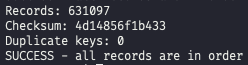 Records: 631097
Checksum: 4d14856f1b433
Duplicate keys: 0
SUCCESS - all records are in order